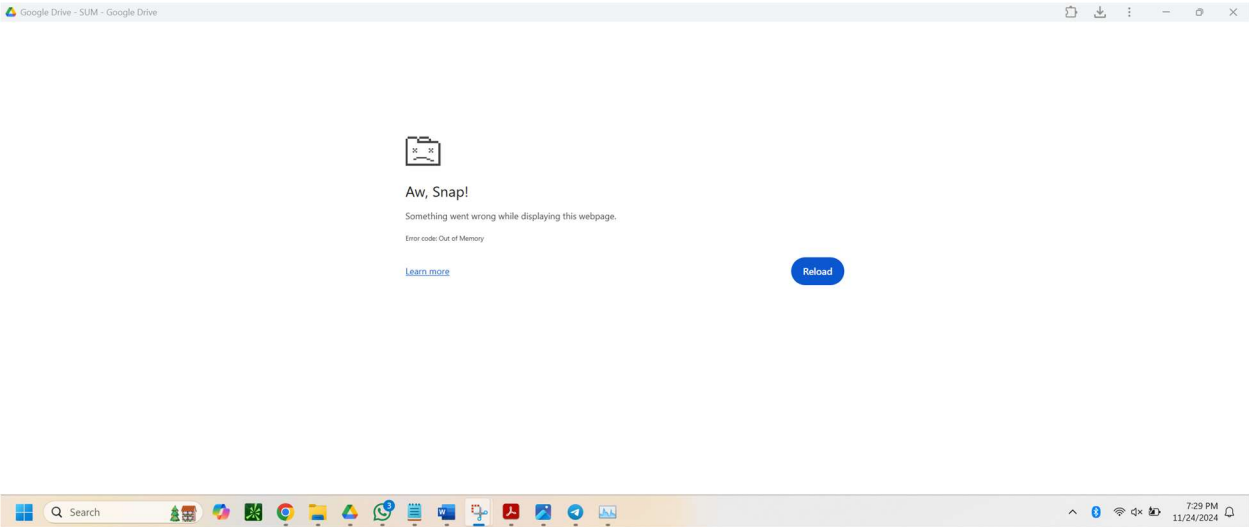 Google Drive - SUM - Google Drive
Aw, Snap!
Something went wrong while displaying this webpage.
Error code: Out of Memory
Learn more
Reload
Search
3
W
7:29 PM
11/24/2024